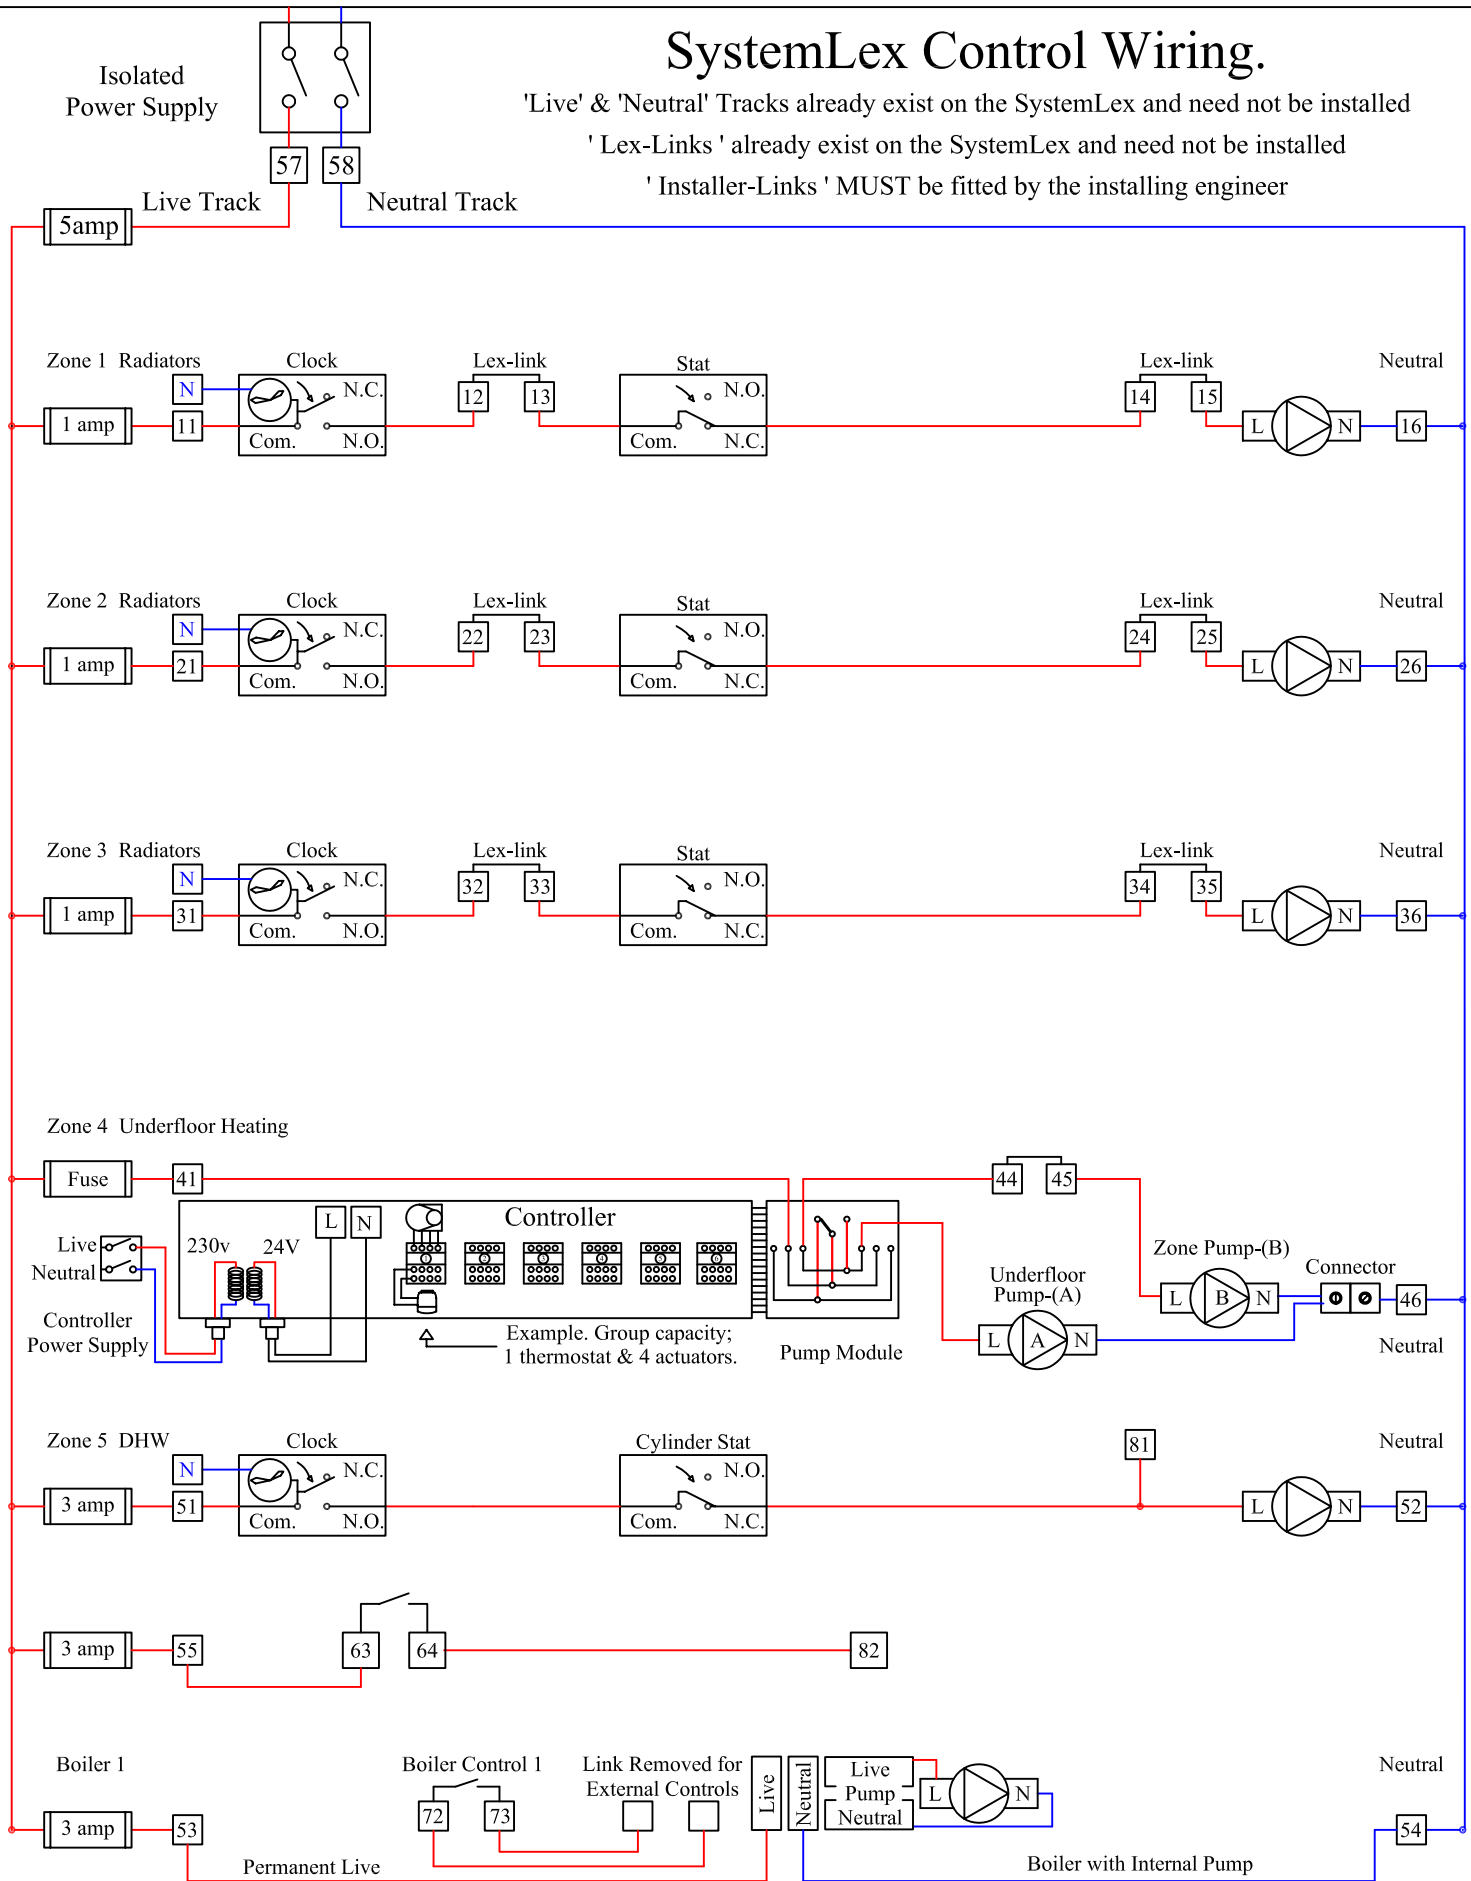 SystemLex Control Wiring.
'Live' & 'Neutral' Tracks already exist on the SystemLex and need not be installed
' Lex-Links ' already exist on the SystemLex and need not be installed
' Installer-Links ' MUST be fitted by the installing engineer
Isolated
Power Supply
57 58
Live Track Neutral Track
5amp
Zone 1 Radiators Clock Lex-link Stat Lex-link Neutral
N N.C. 12 13 N.O. 14 15
1 amp 11 Com. N.O. Com. N.C. L N 16
Zone 2 Radiators Clock Lex-link Stat Lex-link Neutral
N N.C. 22 23 N.O. 24 25
1 amp 21 Com. N.O. Com. N.C. L N 26
Zone 3 Radiators Clock Lex-link Stat Lex-link Neutral
N N.C. 32 33 N.O. 34 35
1 amp 31 Com. N.O. Com. N.C. L N 36
Zone 4 Underfloor Heating
Fuse 41 44 45
L N Controller
Live 230v 24V 1 2 3 4 5 6
Neutral
Zone Pump-(B)
Connector
Underfloor
Pump-(A)
L B N 46
Controller
Power Supply
Example. Group capacity;
1 thermostat & 4 actuators.
Pump Module
L A N
Neutral
Zone 5 DHW Clock Cylinder Stat 81 Neutral
N N.C. N.O.
3 amp 51 Com. N.O. Com. N.C. L N 52
3 amp 55 63 64 82
Boiler 1 Boiler Control 1
Link Removed for
External Controls
Live
Neutral
Live
Pump
Neutral
L N
Neutral
3 amp 53 72 73 54
Permanent Live
Boiler with Internal Pump